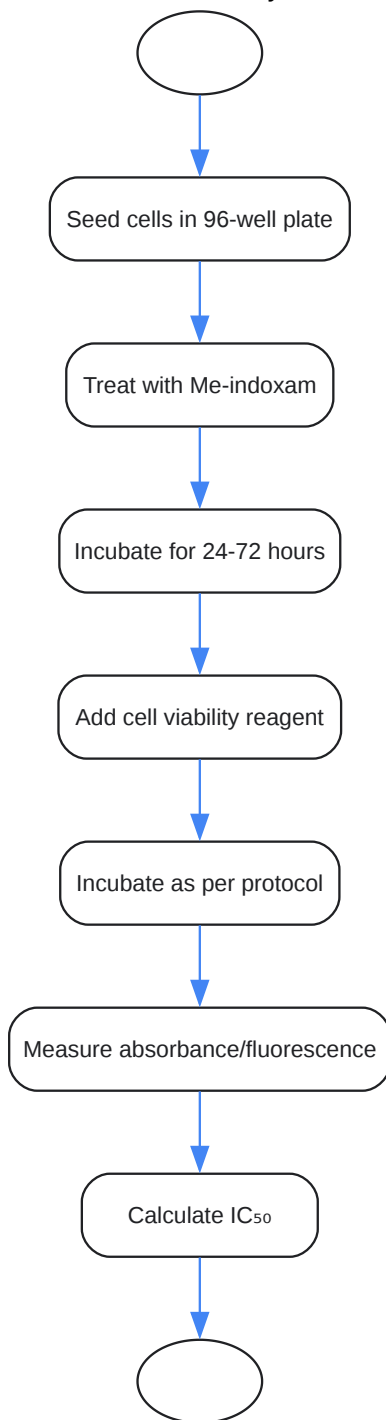 Seed cells in 96-well plate
Treat with Me-indoxam
Incubate for 24-72 hours
Add cell viability reagent
Incubate as per protocol
Measure absorbance/fluorescence
Calculate IC₅₀